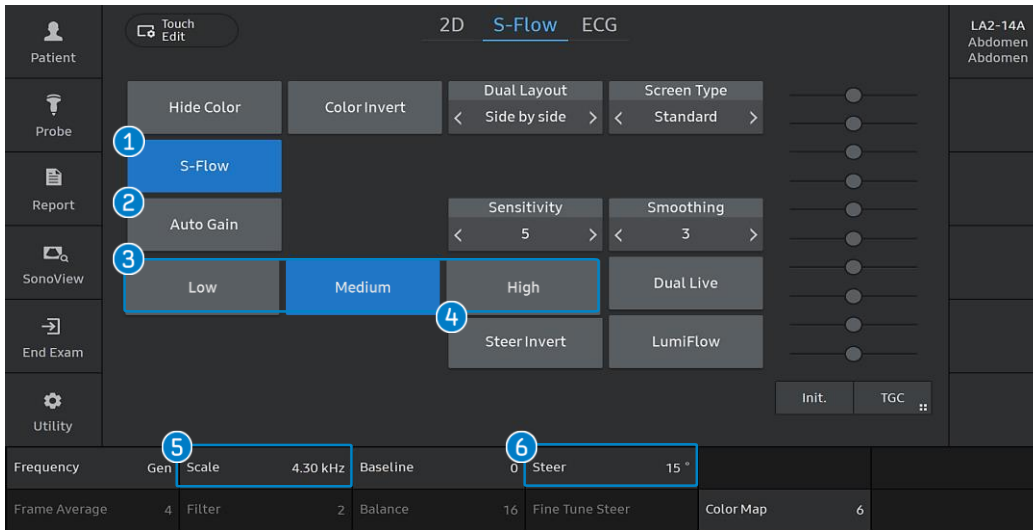 Patient
Touch
Edit
2D S-Flow ECG
LA2-14A
Abdomen
Abdomen
Probe
Hide Color
Color Invert
Dual Layout
< Side by side >
Screen Type
< Standard >
1
S-Flow
Report
2
Auto Gain
Sensitivity
< 5 >
Smoothing
< 3 >
SonoView
3
Low
Medium
High
Dual Live
4
Steer Invert
LumiFlow
End Exam
Init.
TGC
Utility
5
6
Frequency Gen
Scale 4.30 kHz
Baseline 0
Steer 15 °
Frame Average 4
Filter 2
Balance 16
Fine Tune Steer
Color Map 6